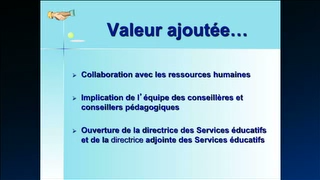 Valeur ajoutée…
Collaboration avec les ressources humaines
Implication de l’équipe des conseillères et
conseillers pédagogiques
Ouverture de la directrice des Services éducatifs
et de la directrice adjointe des Services éducatifs